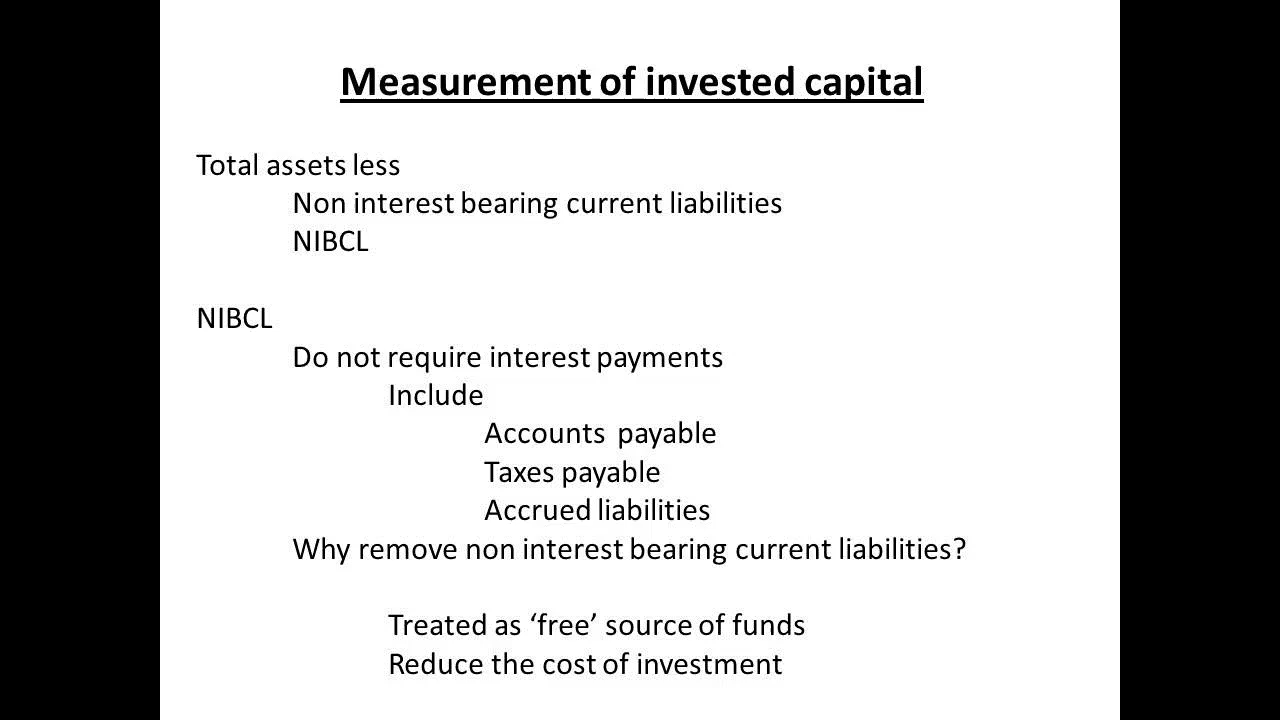 Measurement of invested capital
Total assets less
Non interest bearing current liabilities
NIBCL
NIBCL
Do not require interest payments
Include
Accounts payable
Taxes payable
Accrued liabilities
Why remove non interest bearing current liabilities?
Treated as ‘free’ source of funds
Reduce the cost of investment